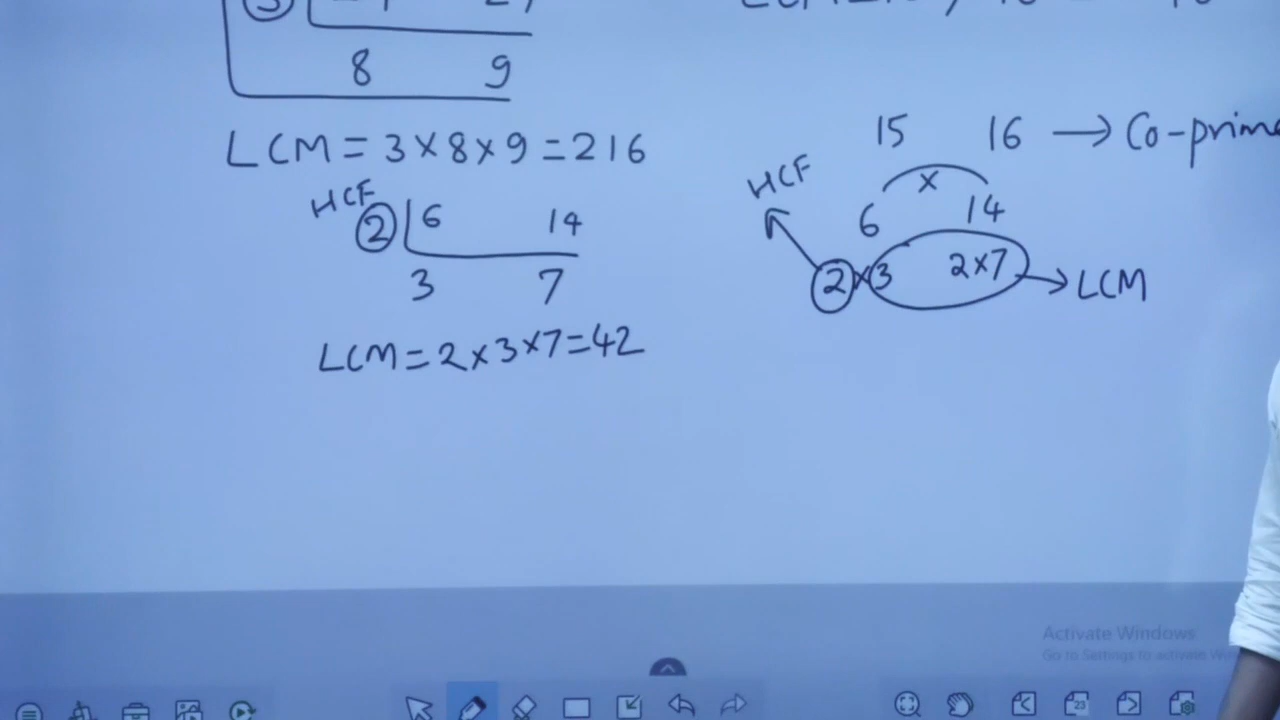 8 9
LCM = 3 × 8 × 9 = 216
HCF
2 6 14
3 7
LCM = 2 × 3 × 7 = 42
15 16 → Co-prime
HCF
×
6 14
2 × 3 2 × 7 → LCM
Activate Windows
Go to Settings to activate
23